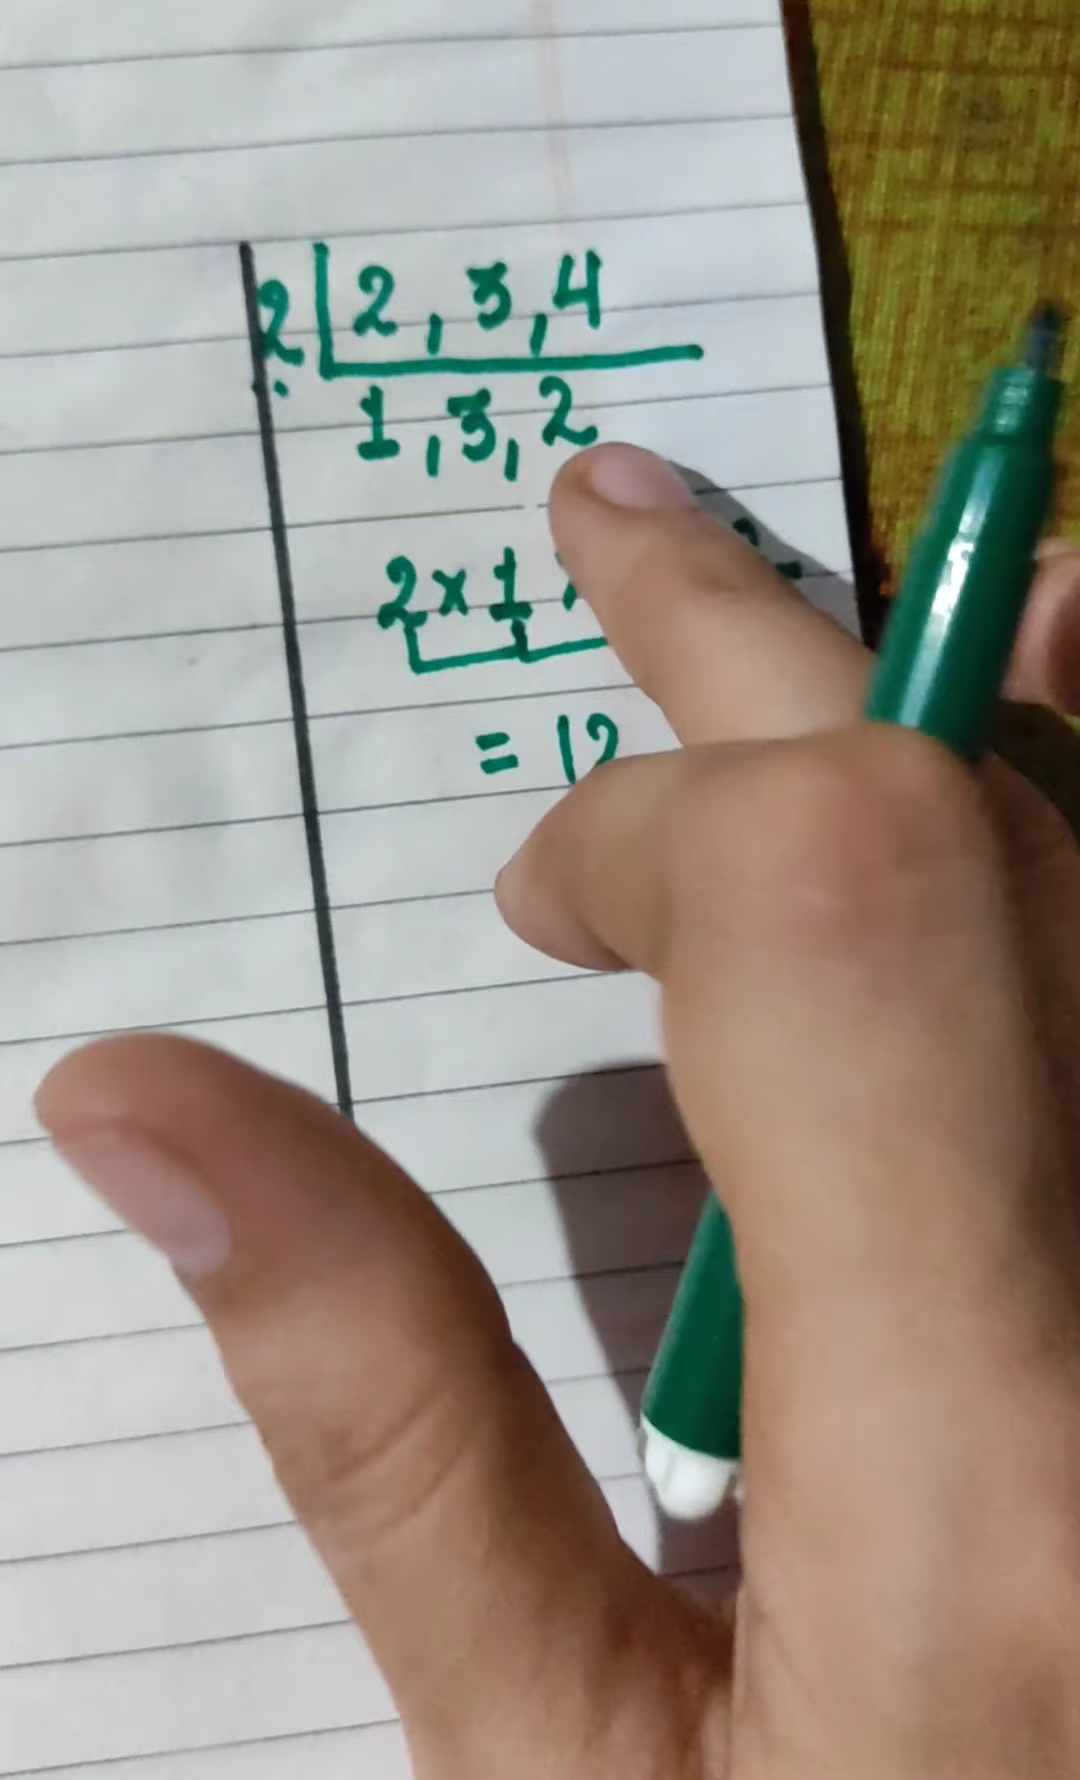 2 2, 3, 4
1, 3, 2
2 x 1
= 12